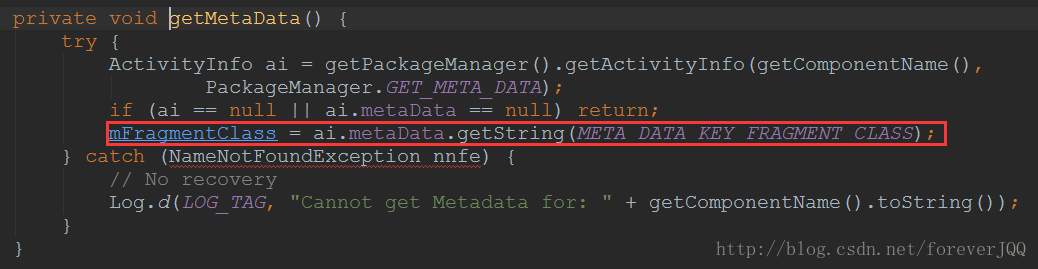 private void getMetaData() {
    try {
        ActivityInfo ai = getPackageManager().getActivityInfo(getComponentName(),
                PackageManager.GET_META_DATA);
        if (ai == null || ai.metaData == null) return;
        mFragmentClass = ai.metaData.getString(META_DATA_KEY_FRAGMENT_CLASS);
    } catch (NameNotFoundException nnfe) {
        // No recovery
        Log.d(LOG_TAG, "Cannot get Metadata for: " + getComponentName().toString());
    }
}
http://blog.csdn.net/foreverJQQ